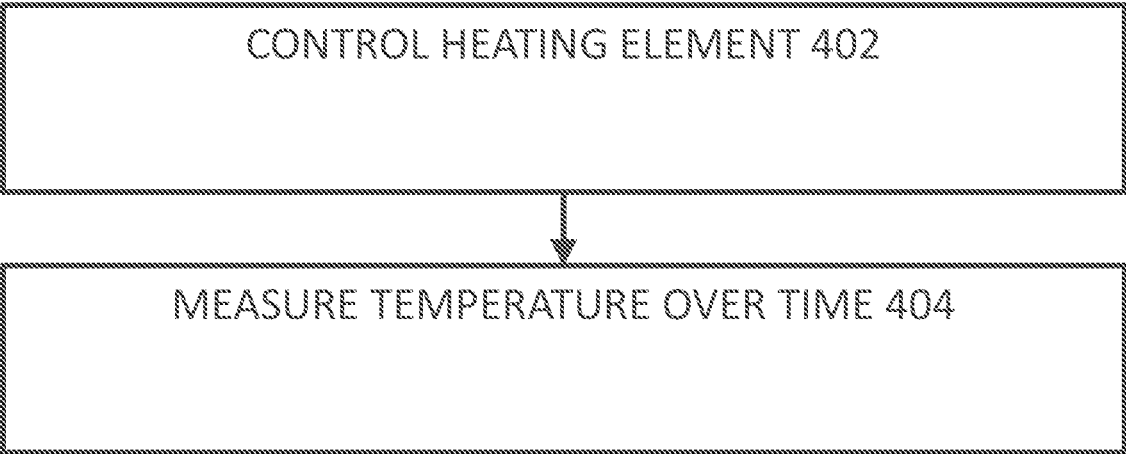 CONTROL HEATING ELEMENT 402
MEASURE TEMPERATURE OVER TIME 404